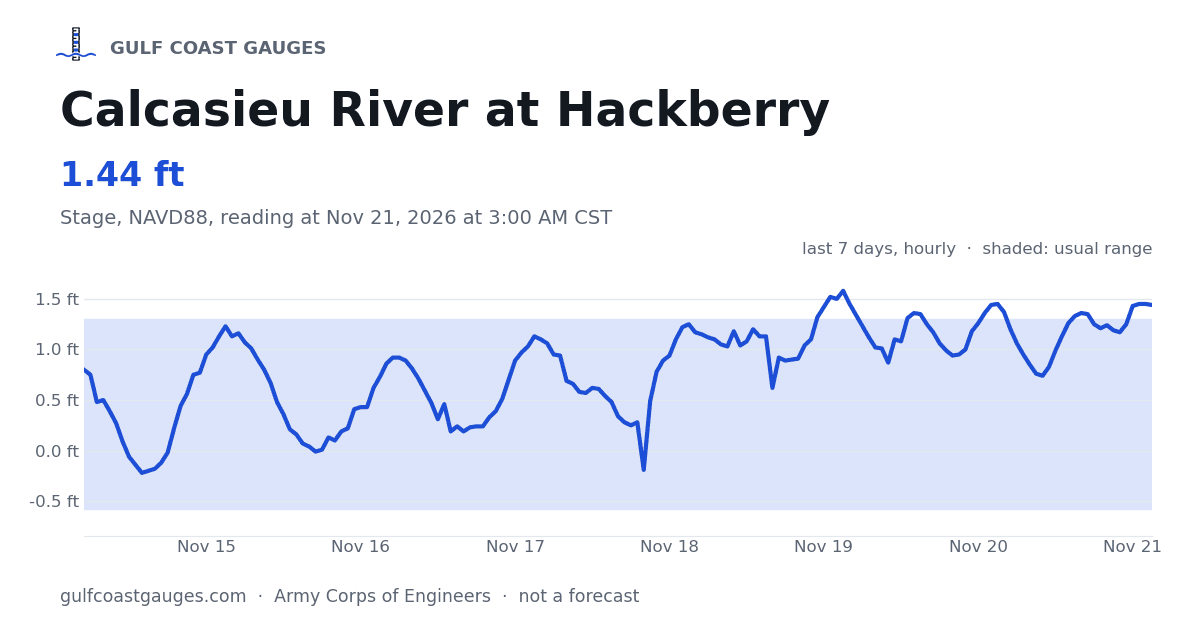 GULF COAST GAUGES
Calcasieu River at Hackberry
1.44 ft
Stage, NAVD88, reading at Nov 21, 2026 at 3:00 AM CST
last 7 days, hourly · shaded: usual range
1.5 ft
1.0 ft
0.5 ft
0.0 ft
-0.5 ft
Nov 15 Nov 16 Nov 17 Nov 18 Nov 19 Nov 20 Nov 21
gulfcoastgauges.com · Army Corps of Engineers · not a forecast